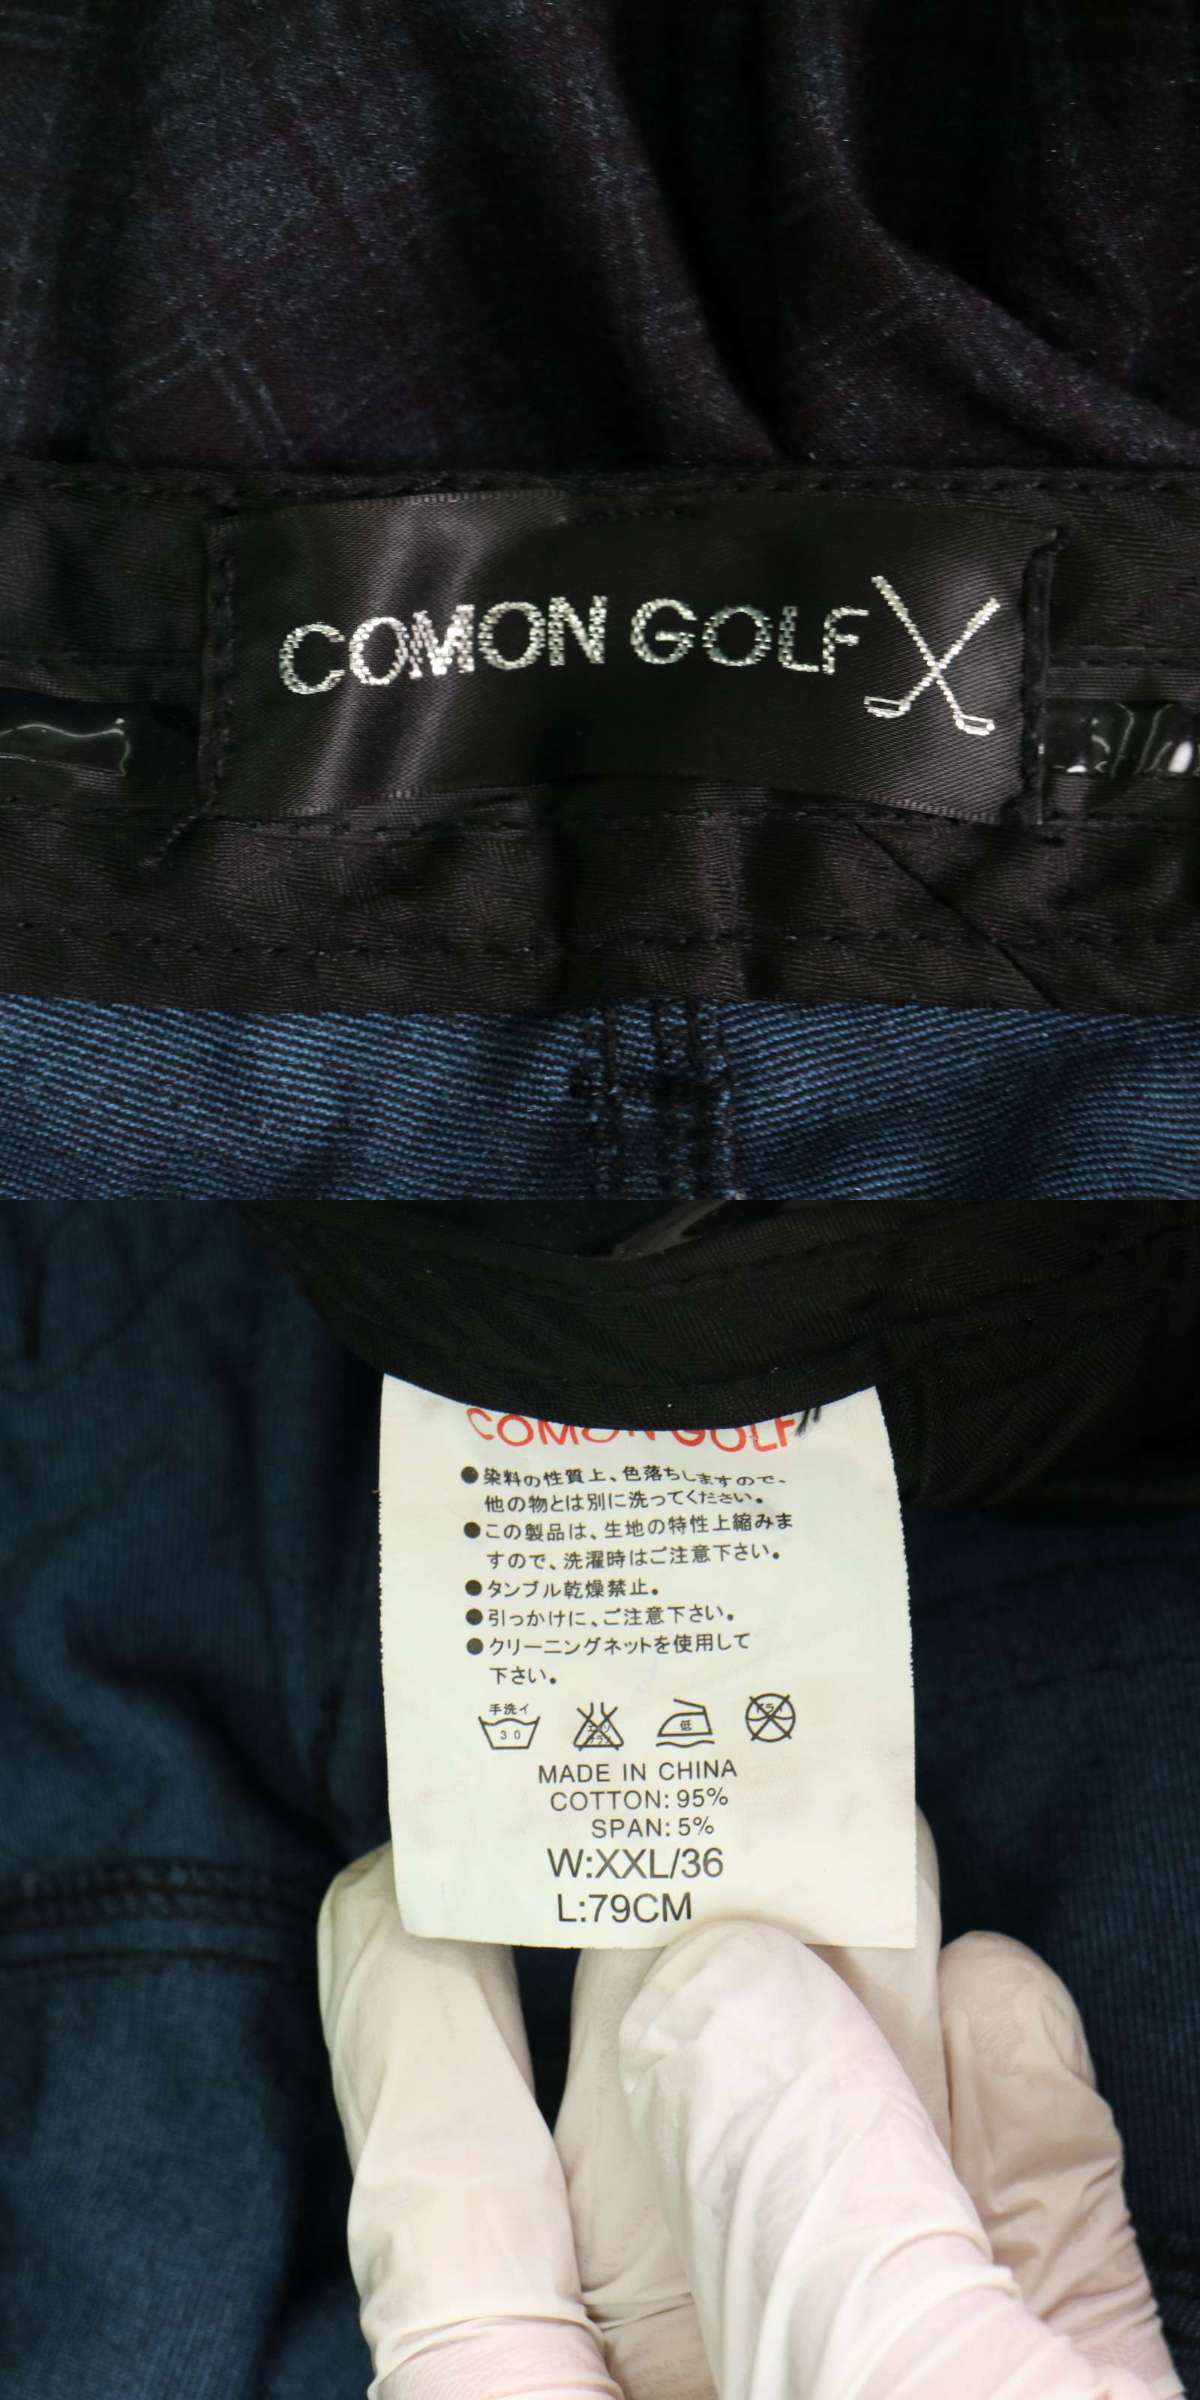 COMON GOLF
COMON GOLF
●染料の性質上、色落ちしますので、
他の物とは別に洗ってください。
●この製品は、生地の特性上縮みま
すので、洗濯時はご注意下さい。
●タンブル乾燥禁止。
●引っかけに、ご注意下さい。
●クリーニングネットを使用して
下さい。
手洗イ
30
低
ドライ
MADE IN CHINA
COTTON: 95%
SPAN: 5%
W:XXL/36
L:79CM